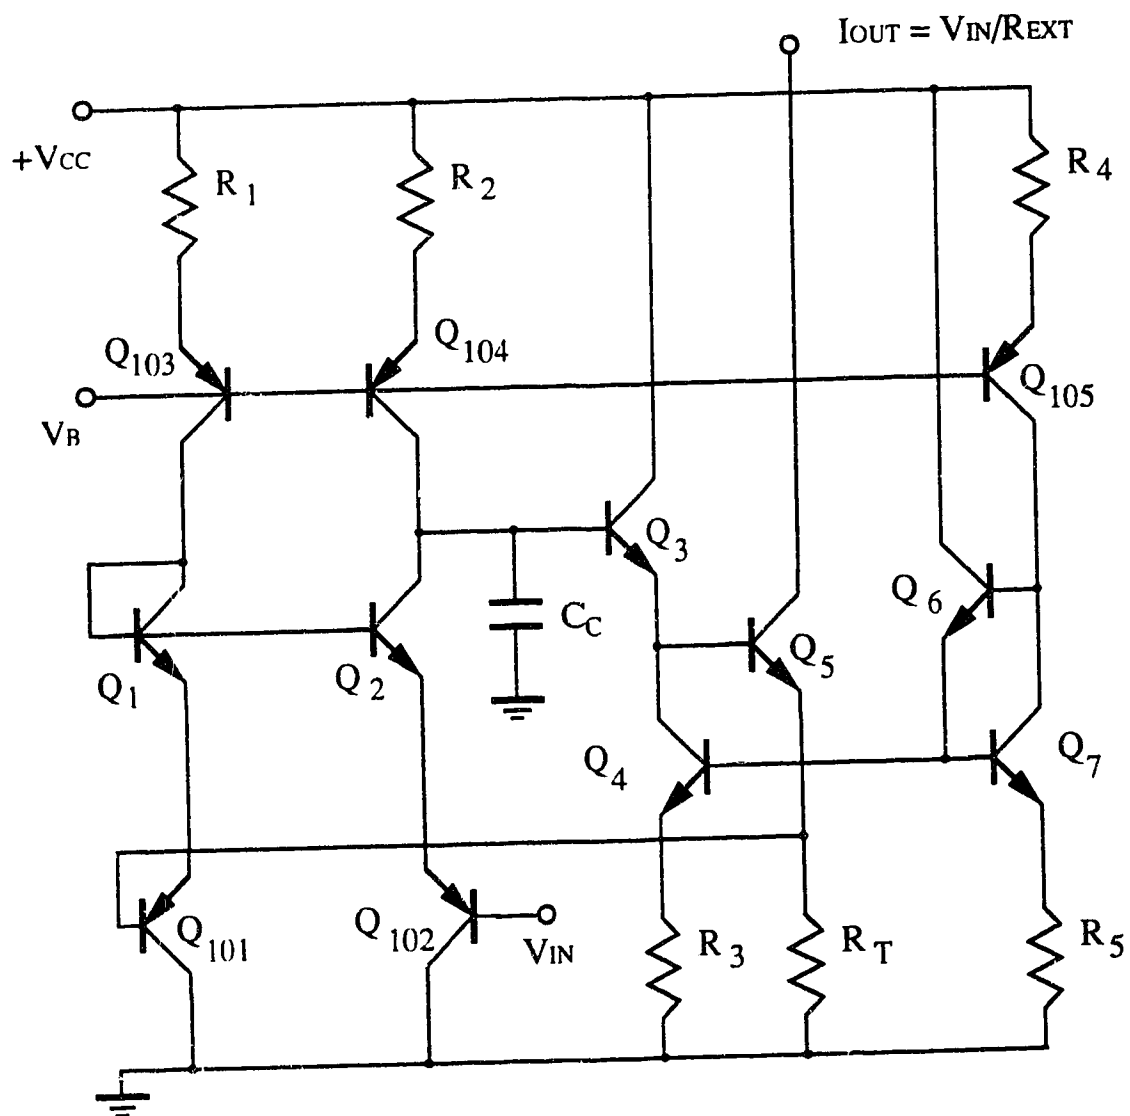 IOUT = VIN/REXT
+VCC
R1
R2
R4
Q103
Q104
Q105
VB
Q3
Q6
CC
Q1
Q2
Q5
Q4
Q7
Q101
Q102
VIN
R3
RT
R5